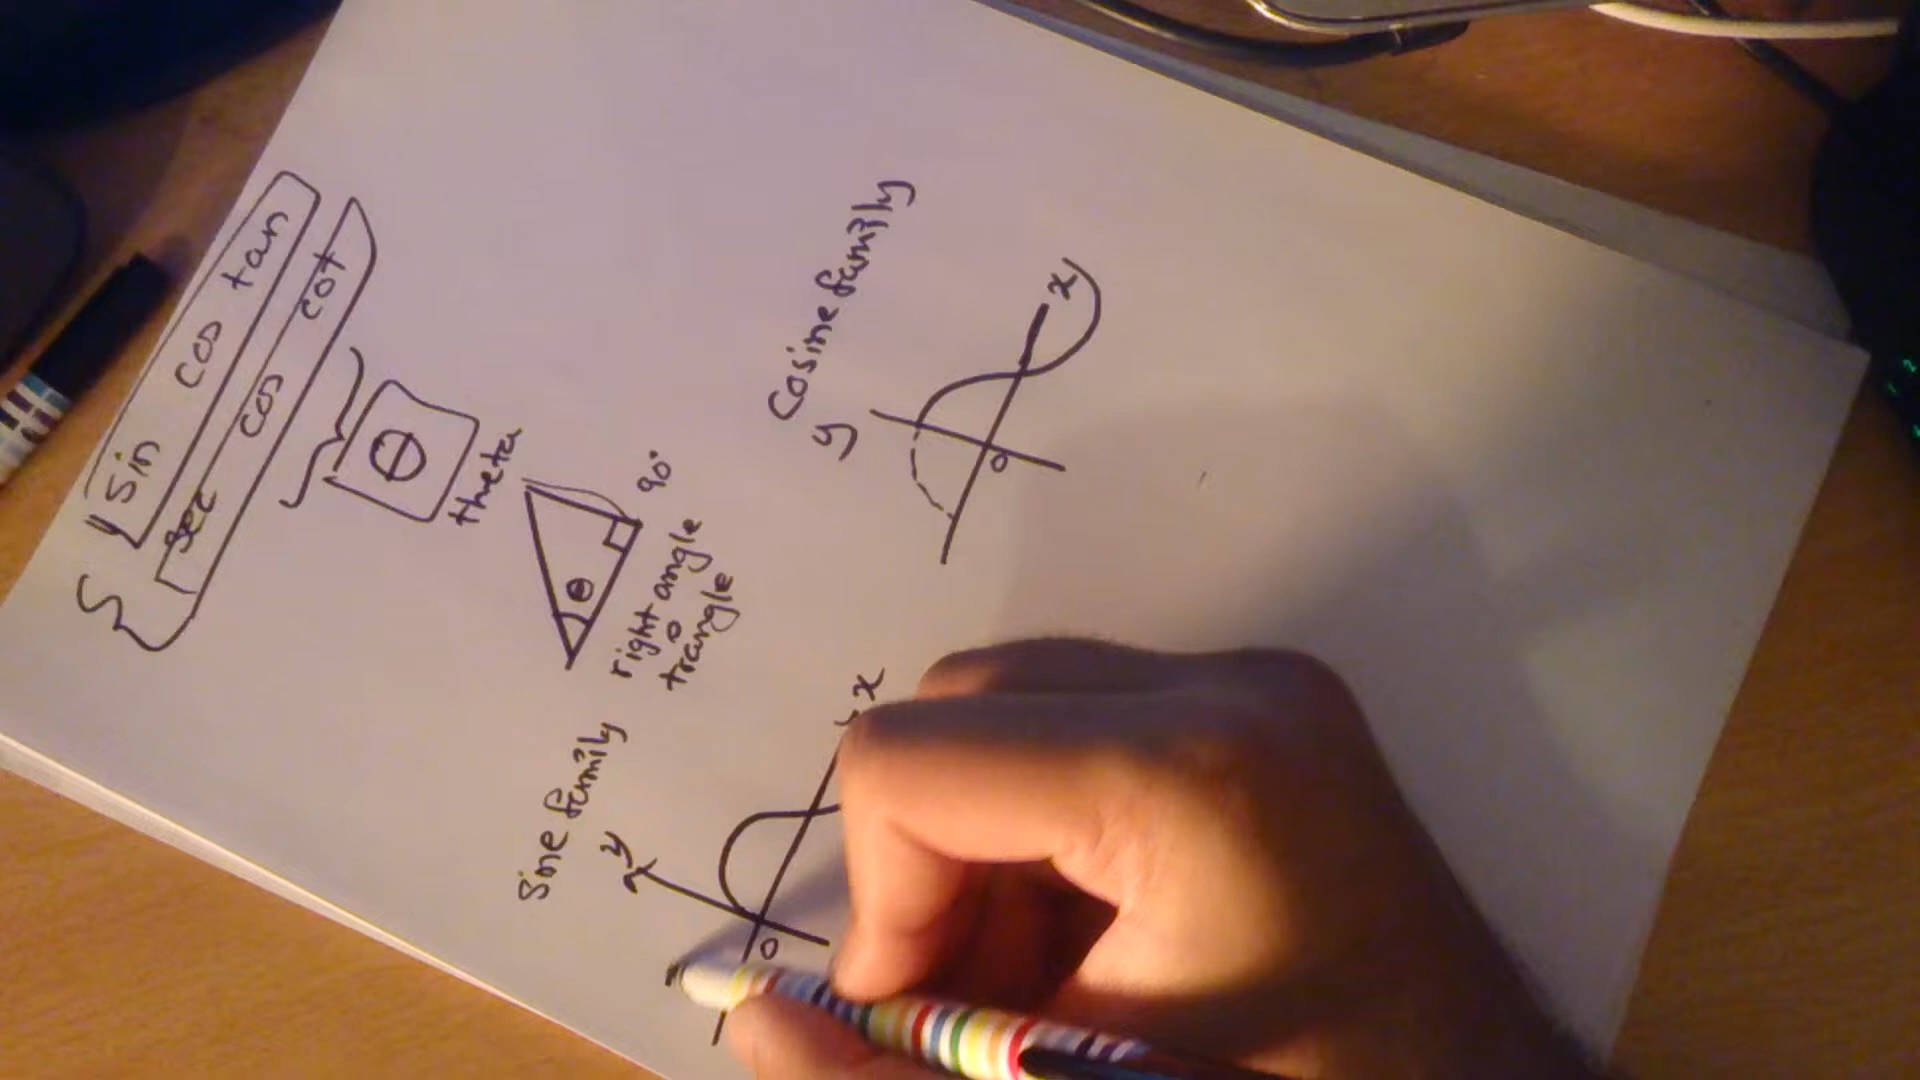 sin cos tan
sec cos cot
θ
theta
θ
90°
right angle
triangle
Sine family
y
x
0
Cosine family
y
x
0